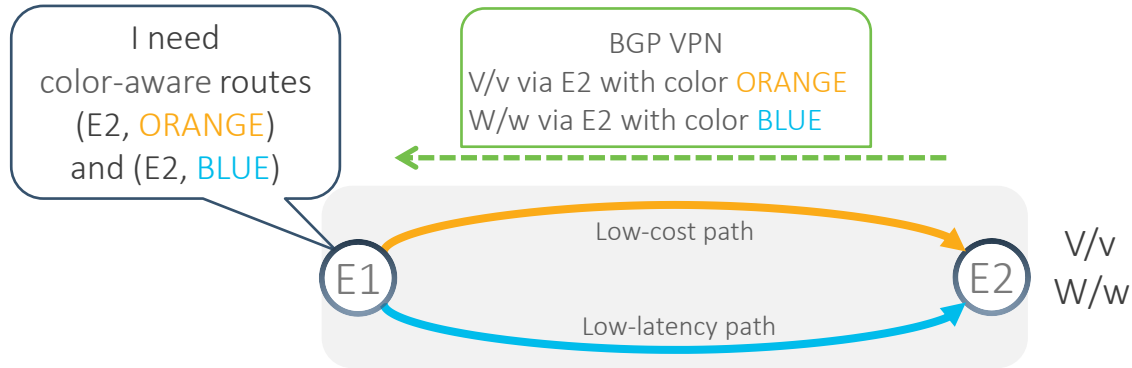 I need
color-aware routes
(E2, ORANGE)
and (E2, BLUE)
BGP VPN
V/v via E2 with color ORANGE
W/w via E2 with color BLUE
Low-cost path
E1
E2
V/v
W/w
Low-latency path